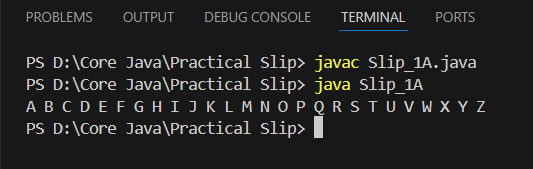 PROBLEMS OUTPUT DEBUG CONSOLE TERMINAL PORTS
PS D:\Core Java\Practical Slip> javac Slip_1A.java
PS D:\Core Java\Practical Slip> java Slip_1A
A B C D E F G H I J K L M N O P Q R S T U V W X Y Z
PS D:\Core Java\Practical Slip>